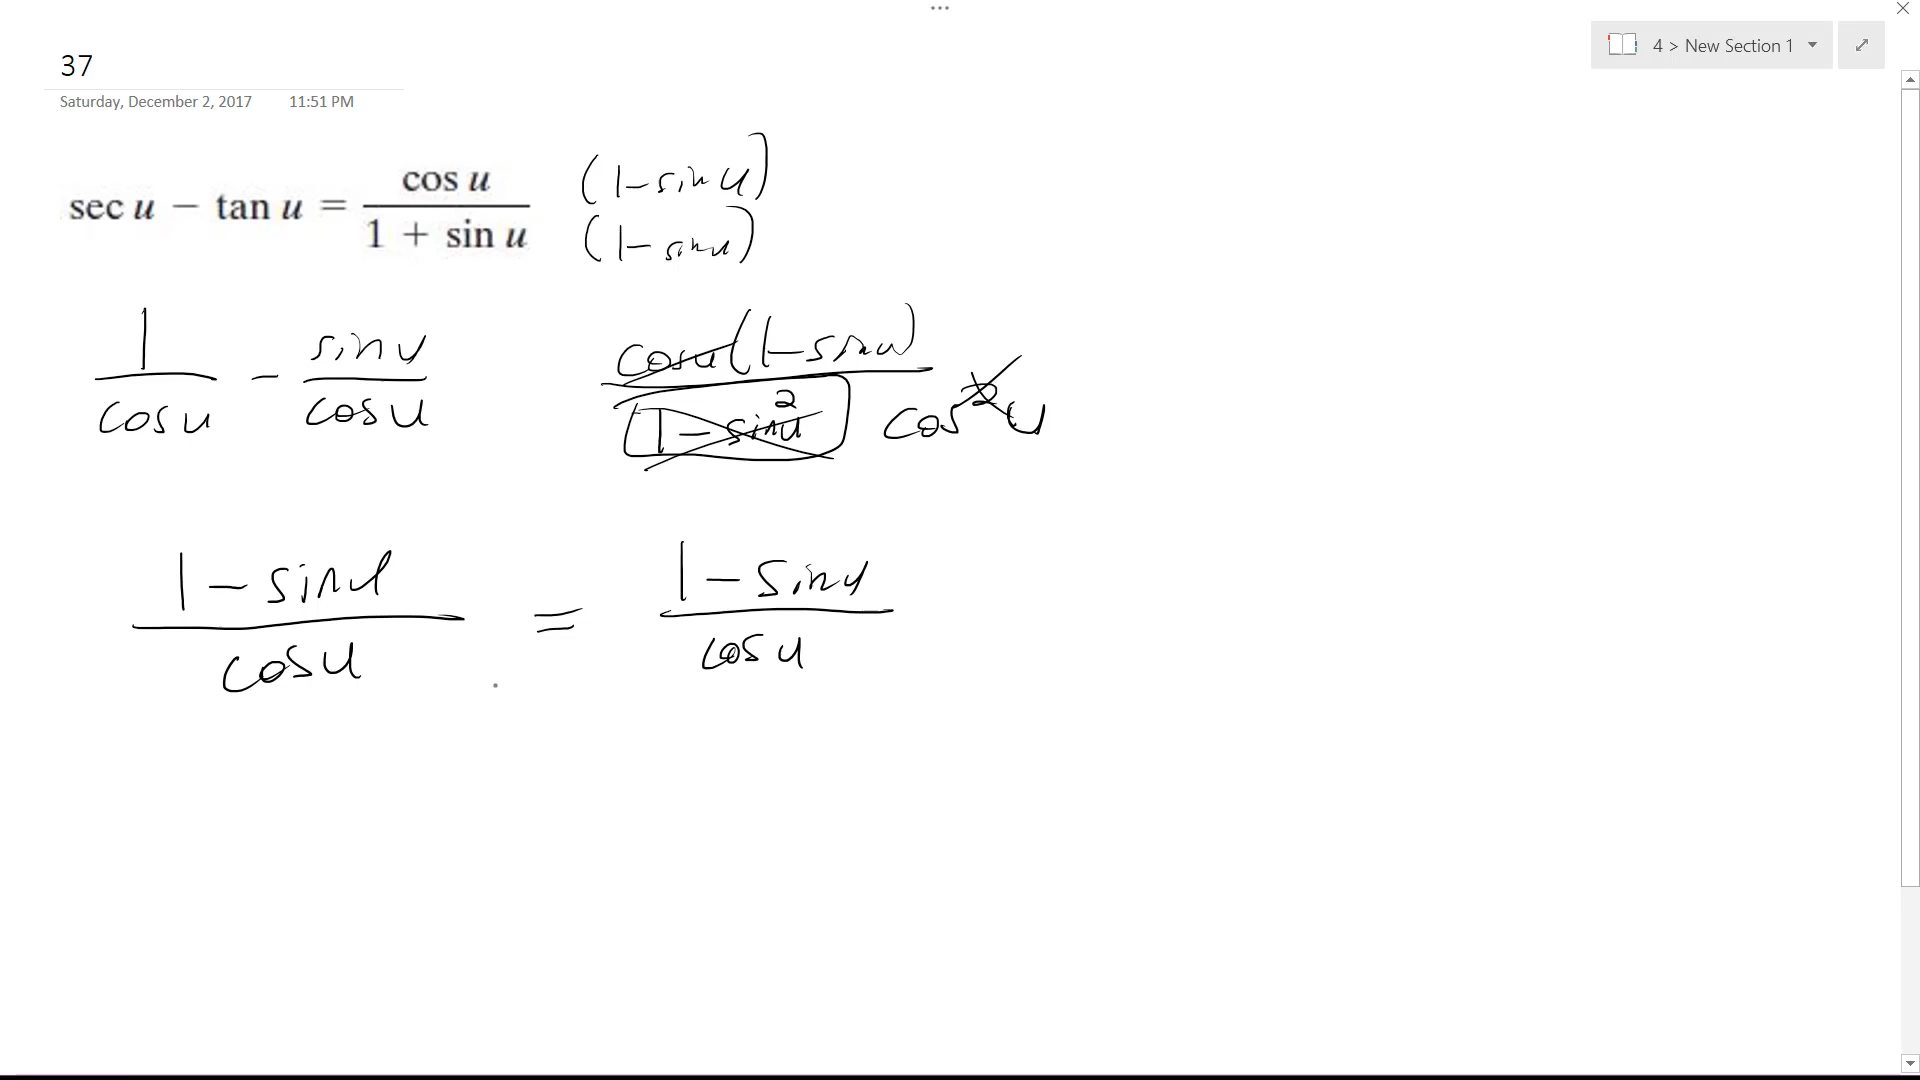 ...
4 > New Section 1
37
Saturday, December 2, 2017 11:51 PM
sec u − tan u = cos u / 1 + sin u (1-sin u) / (1-sin u)
1 / cos u - sin u / cos u
cos u (1-sin u) / 1-sin²u cos²u
1-sin u / cos u = 1-sin u / cos u